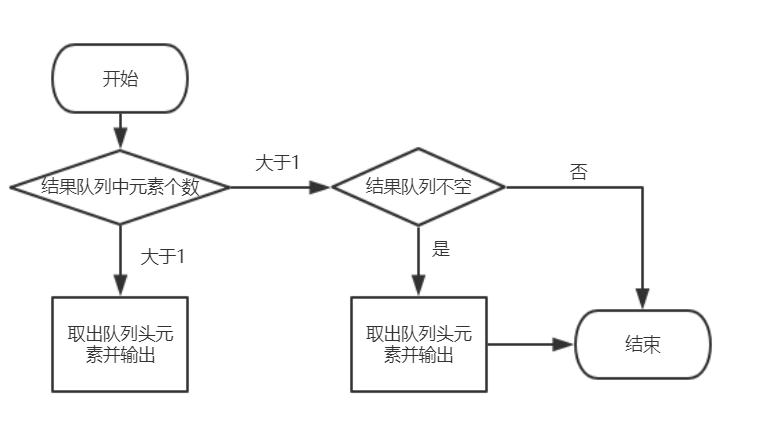 开始
结果队列中元素个数
大于1
结果队列不空
否
大于1
是
取出队列头元
素并输出
取出队列头元
素并输出
结束